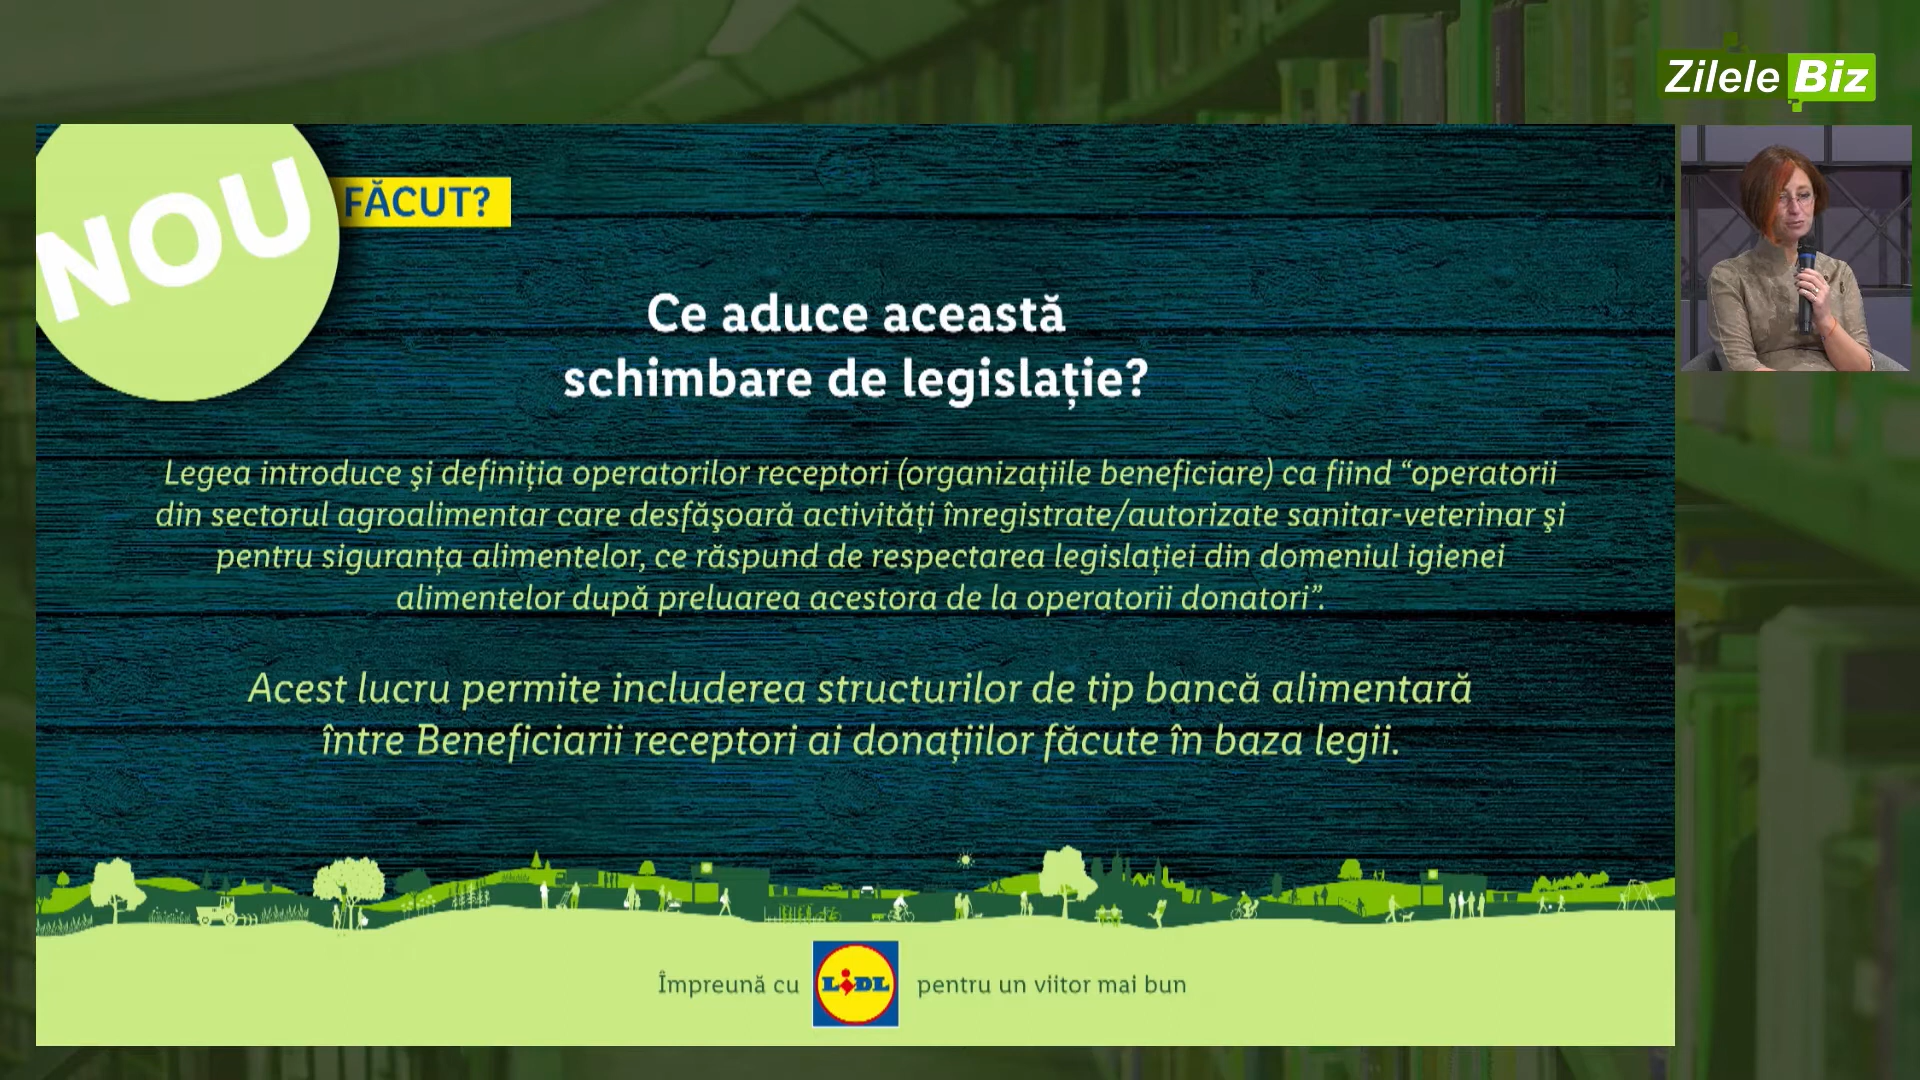 Zilele Biz
NOU
FĂCUT?
Ce aduce această
schimbare de legislație?
Legea introduce şi definiția operatorilor receptori (organizațiile beneficiare) ca fiind “operatorii
din sectorul agroalimentar care desfăşoară activități înregistrate/autorizate sanitar-veterinar şi
pentru siguranța alimentelor, ce răspund de respectarea legislației din domeniul igienei
alimentelor după preluarea acestora de la operatorii donatori”.
Acest lucru permite includerea structurilor de tip bancă alimentară
între Beneficiarii receptori ai donațiilor făcute în baza legii.
Împreună cu LIDL pentru un viitor mai bun